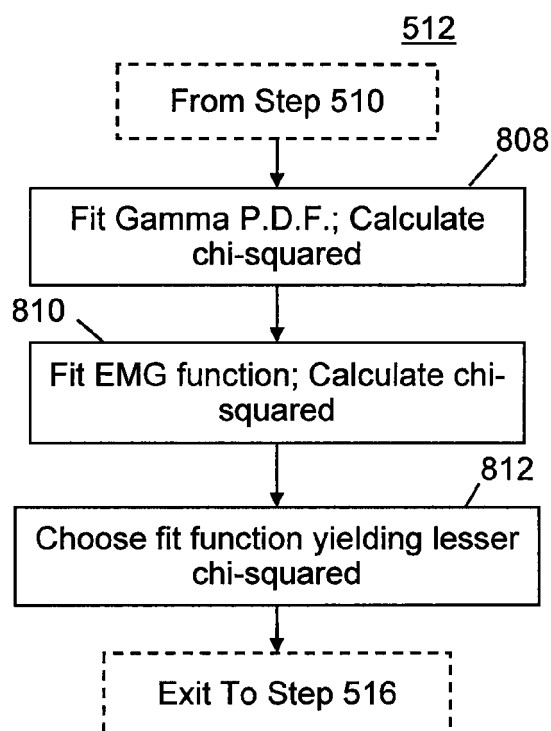 512
From Step 510
808
Fit Gamma P.D.F.; Calculate
chi-squared
810
Fit EMG function; Calculate chi-
squared
812
Choose fit function yielding lesser
chi-squared
Exit To Step 516